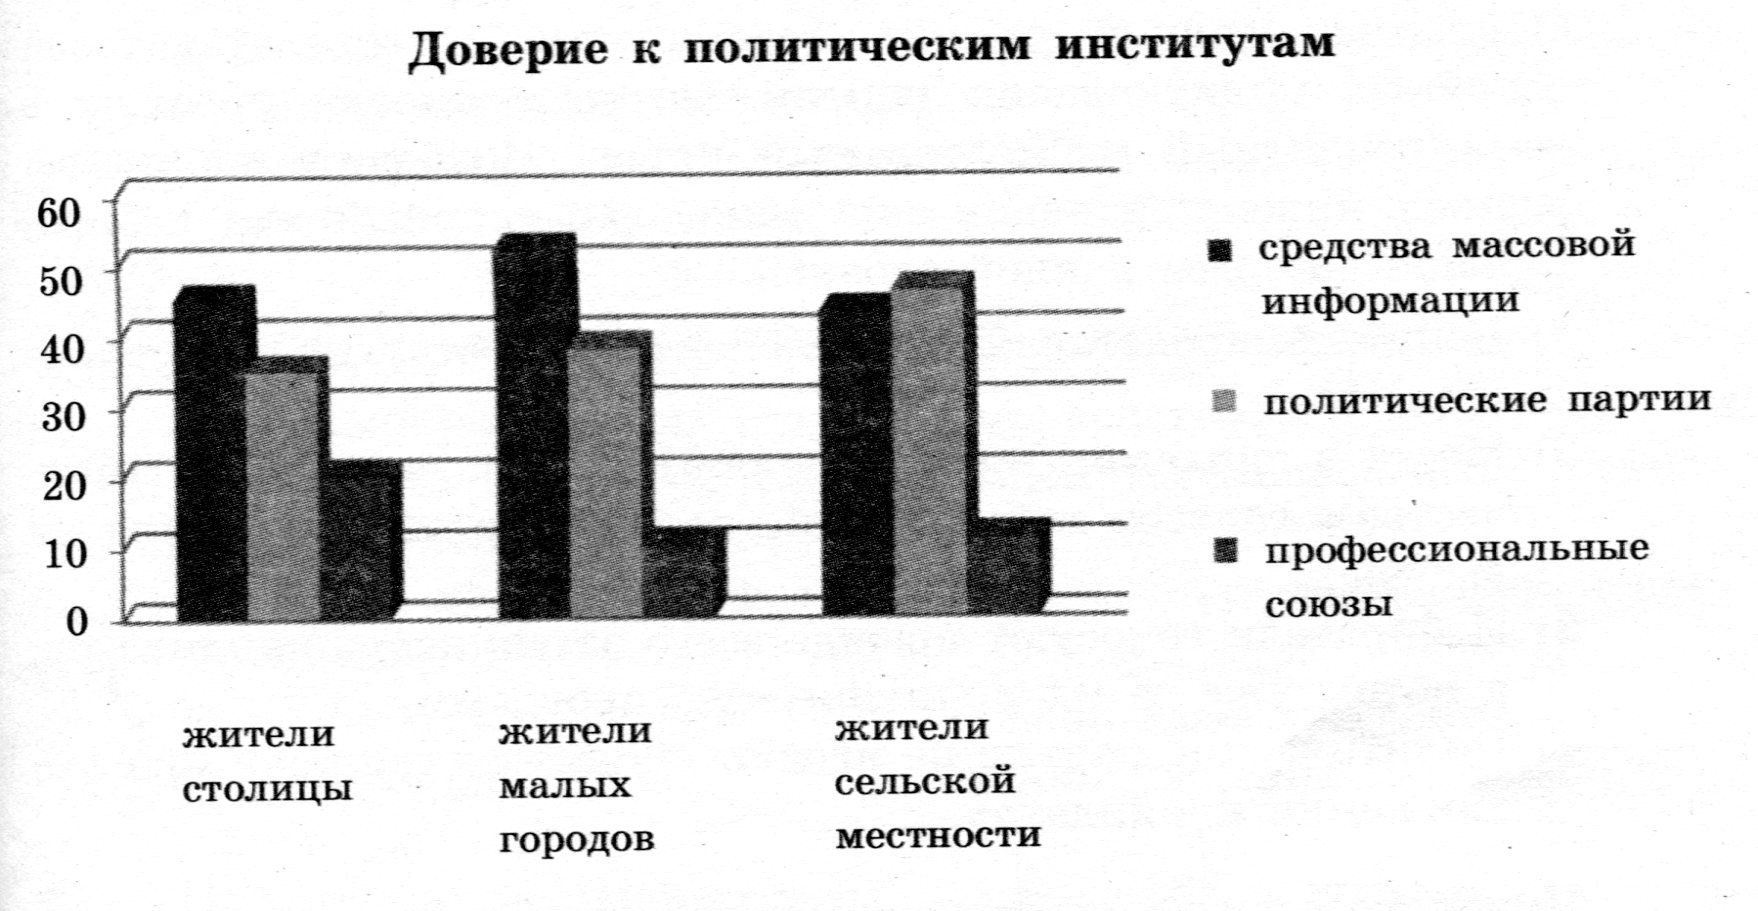 Доверие к политическим институтам
60
50
40
30
20
10
0
средства массовой
информации
политические партии
профессиональные
союзы
жители
столицы
жители
малых
городов
жители
сельской
местности